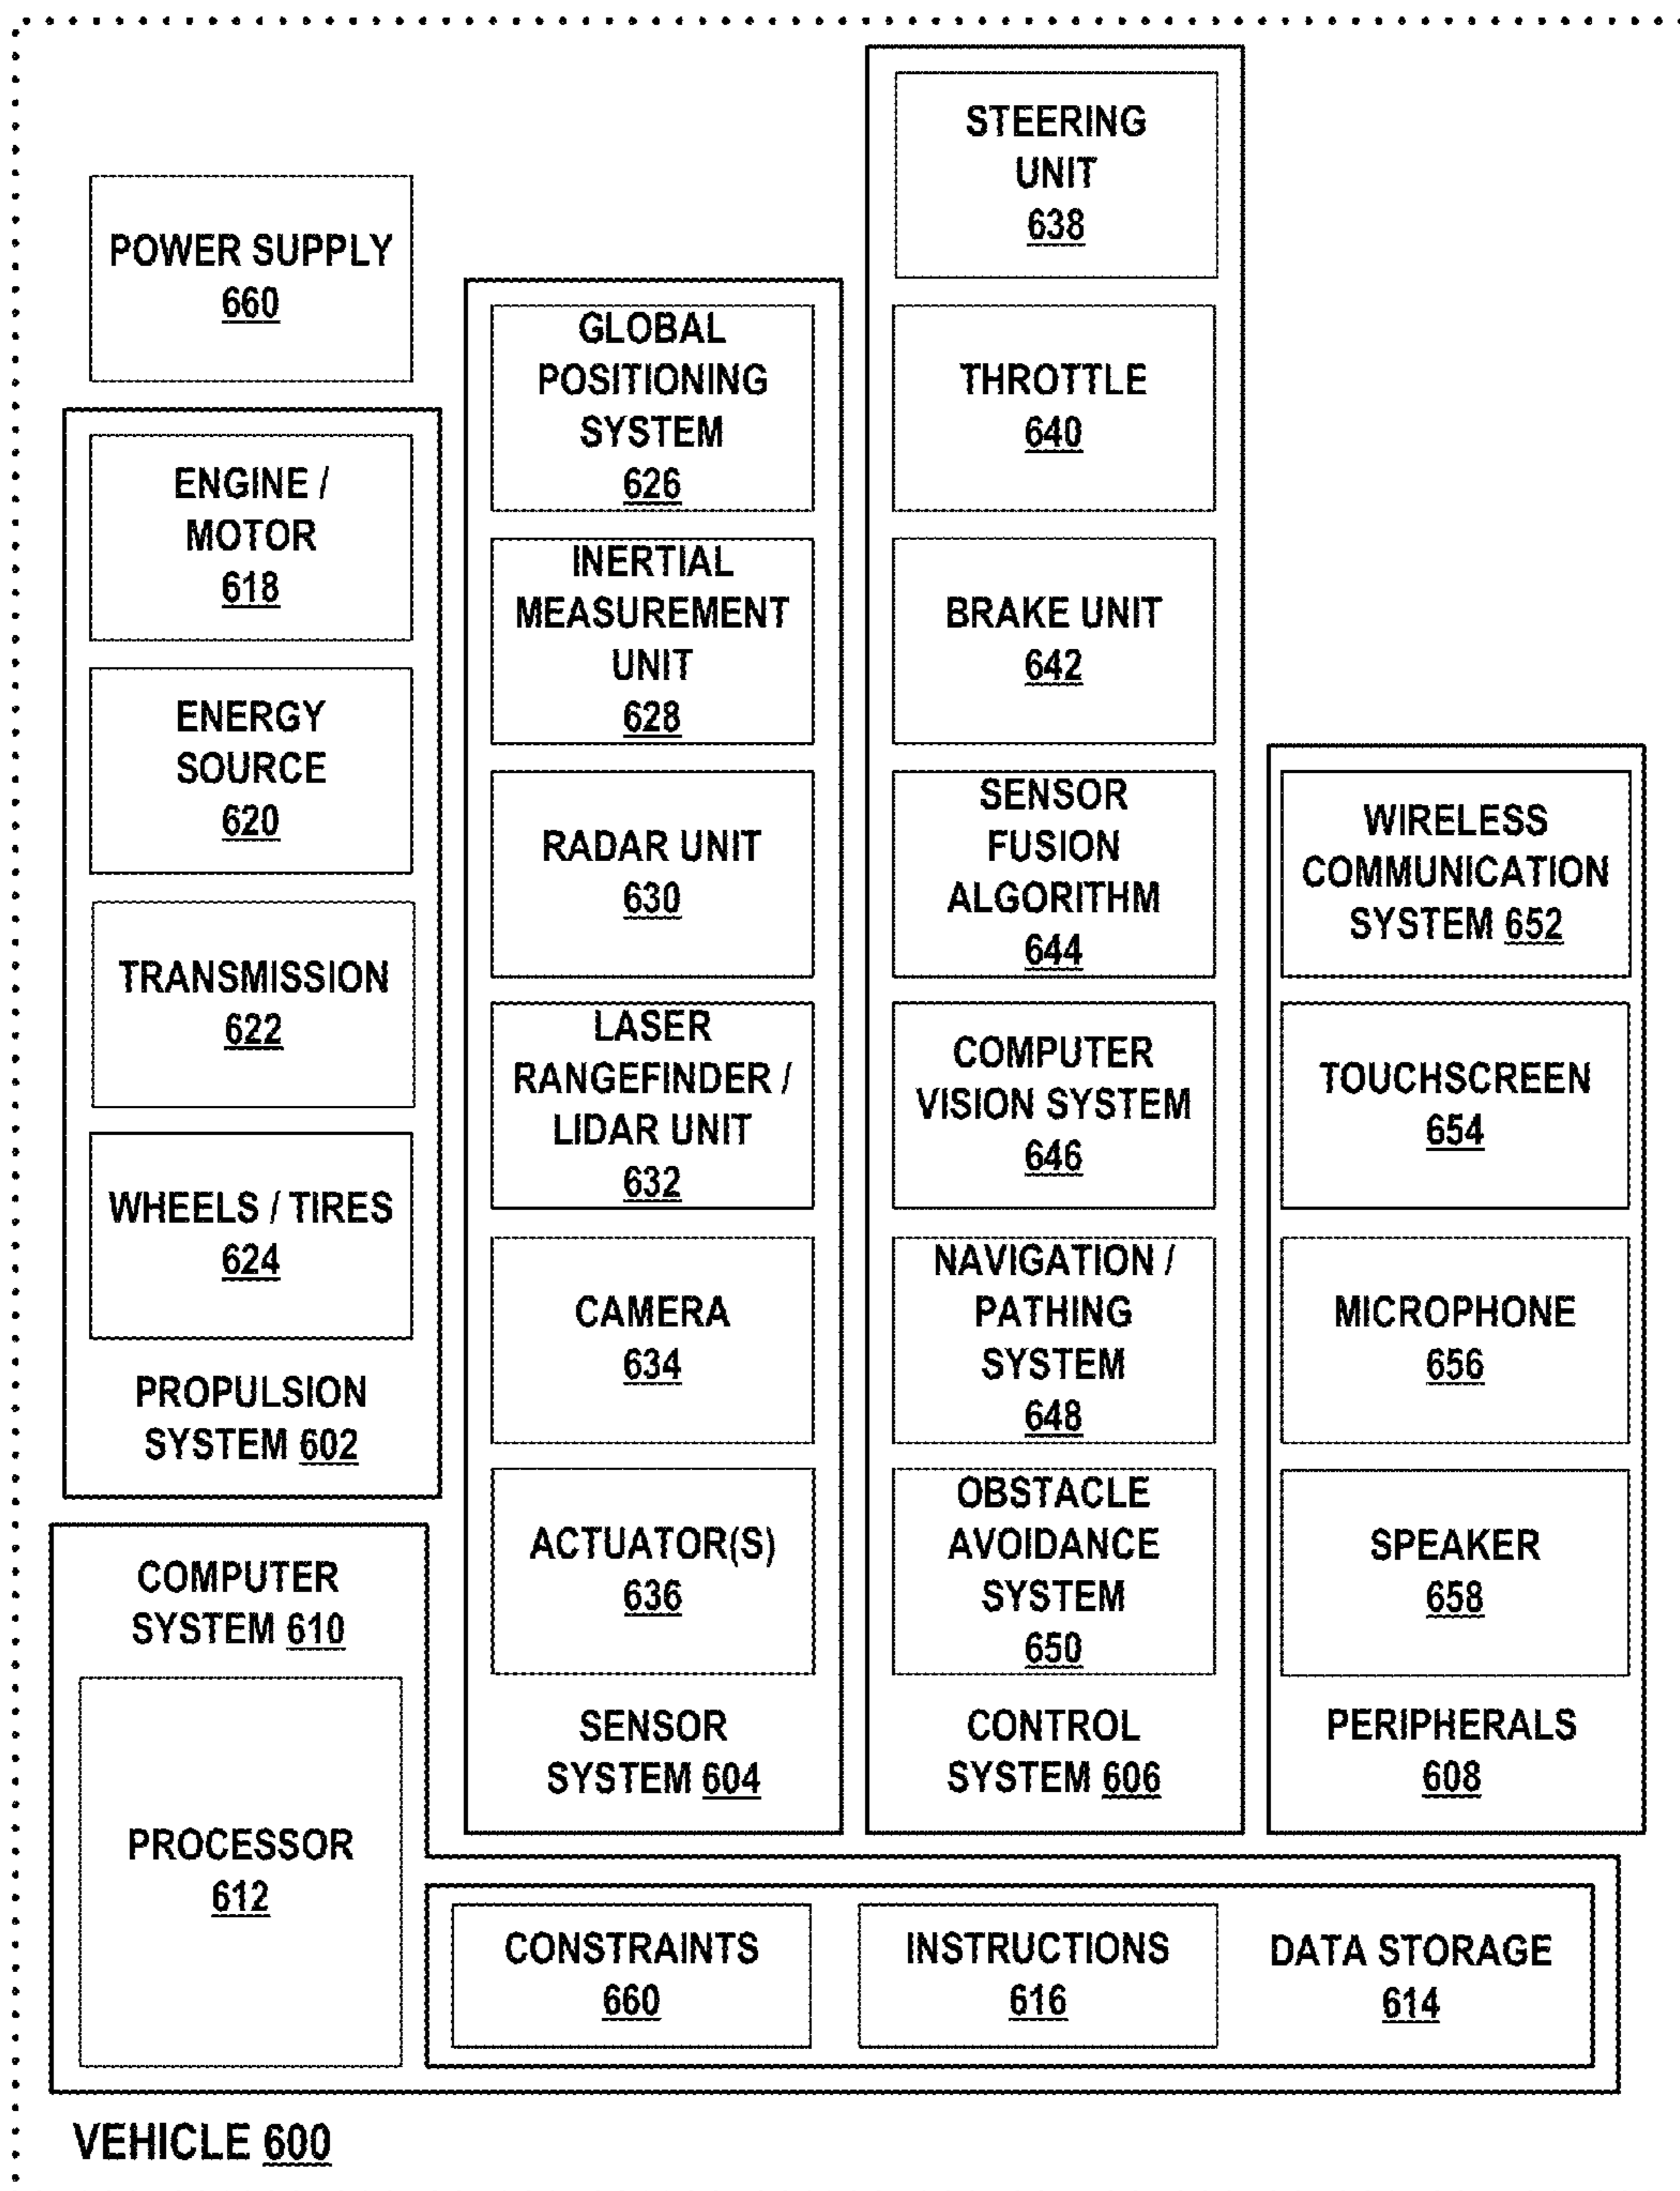 POWER SUPPLY
660
ENGINE /
MOTOR
618
ENERGY
SOURCE
620
TRANSMISSION
622
WHEELS / TIRES
624
PROPULSION
SYSTEM 602
GLOBAL
POSITIONING
SYSTEM
626
INERTIAL
MEASUREMENT
UNIT
628
RADAR UNIT
630
LASER
RANGEFINDER /
LIDAR UNIT
632
CAMERA
634
ACTUATOR(S)
636
SENSOR
SYSTEM 604
STEERING
UNIT
638
THROTTLE
640
BRAKE UNIT
642
SENSOR
FUSION
ALGORITHM
644
COMPUTER
VISION SYSTEM
646
NAVIGATION /
PATHING
SYSTEM
648
OBSTACLE
AVOIDANCE
SYSTEM
650
CONTROL
SYSTEM 606
WIRELESS
COMMUNICATION
SYSTEM 652
TOUCHSCREEN
654
MICROPHONE
656
SPEAKER
658
PERIPHERALS
608
COMPUTER
SYSTEM 610
PROCESSOR
612
CONSTRAINTS
660
INSTRUCTIONS
616
DATA STORAGE
614
VEHICLE 600